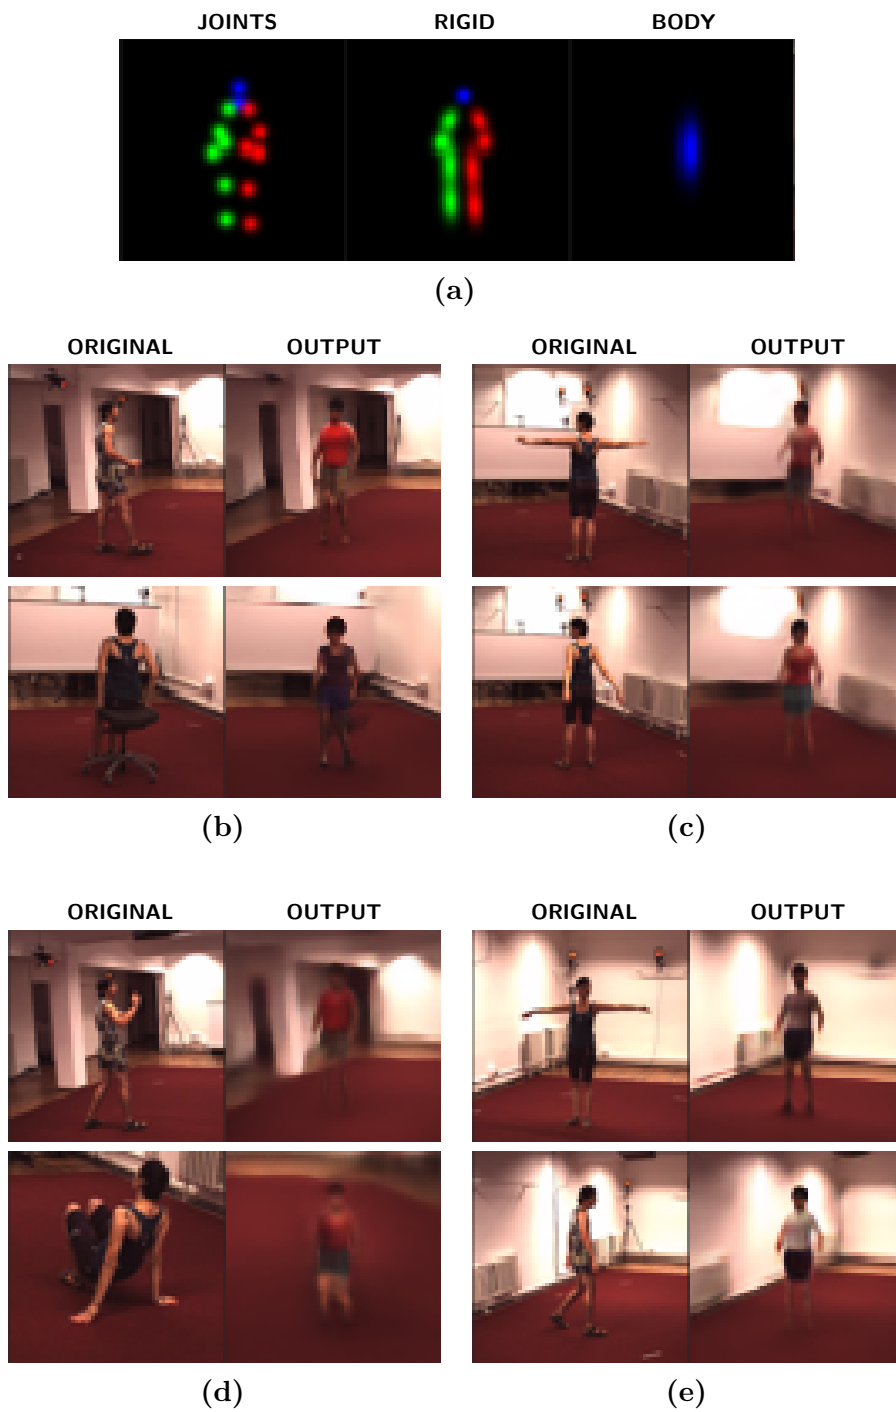 JOINTS RIGID BODY
(a)
ORIGINAL OUTPUT ORIGINAL OUTPUT
(b) (c)
ORIGINAL OUTPUT ORIGINAL OUTPUT
(d) (e)